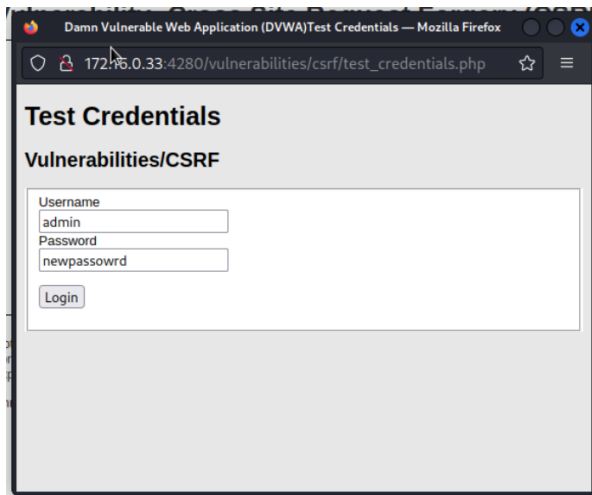 Damn Vulnerable Web Application (DVWA)Test Credentials — Mozilla Firefox
172.16.0.33:4280/vulnerabilities/csrf/test_credentials.php
Test Credentials
Vulnerabilities/CSRF
Username
admin
Password
newpassowrd
Login